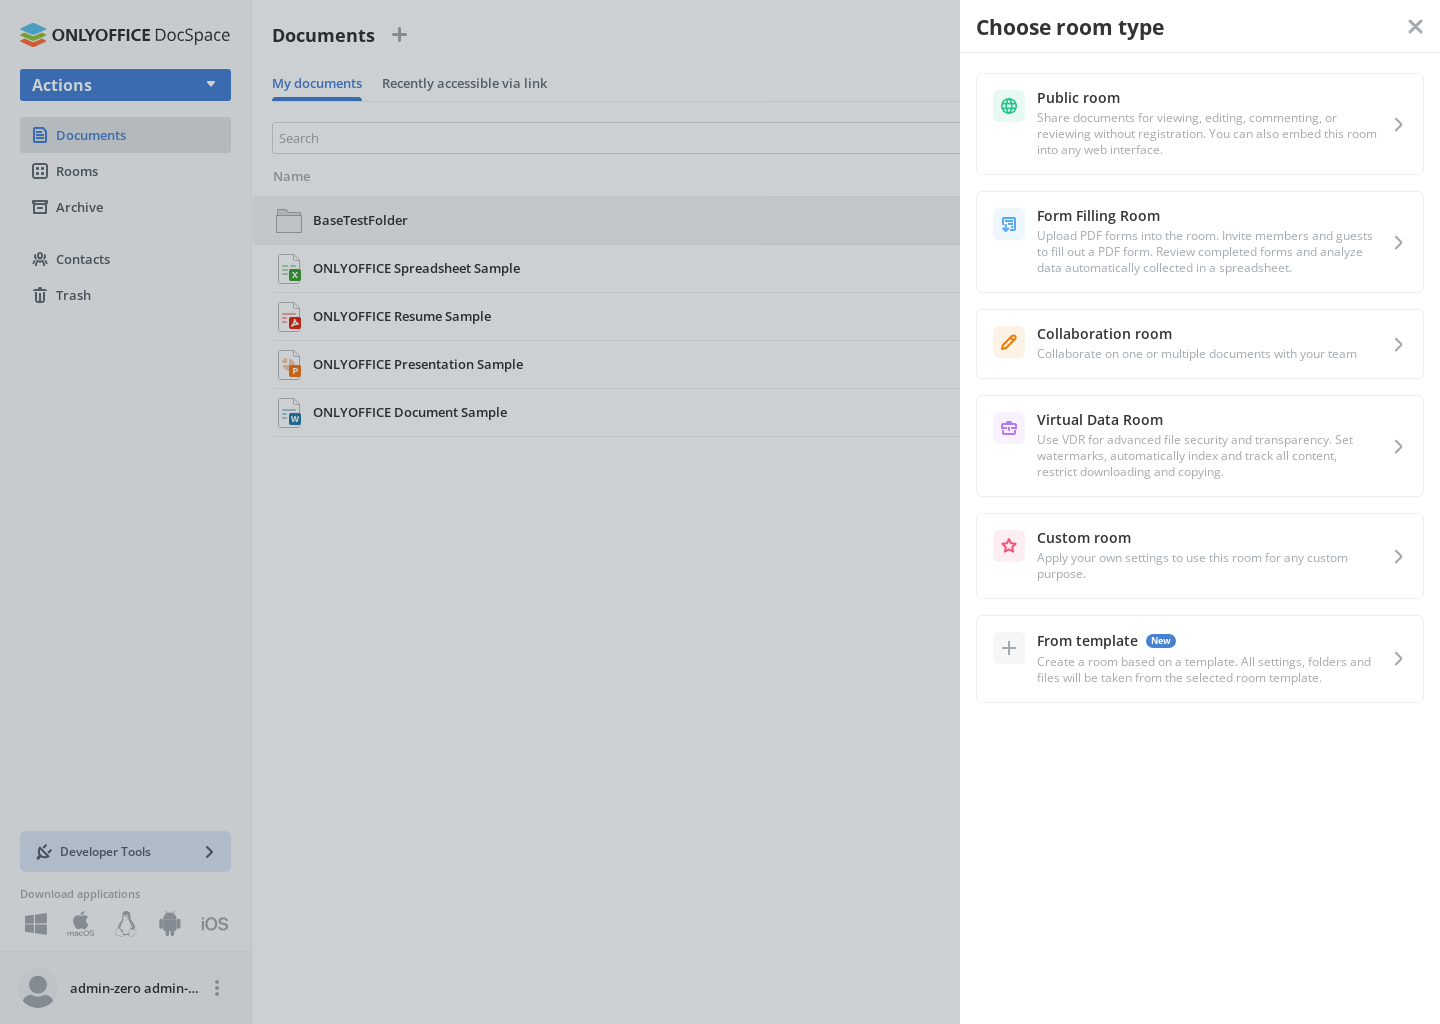 ONLYOFFICE DocSpace
Actions
Documents
Rooms
Archive
Contacts
Trash
Developer Tools
Download applications
macOS
iOS
admin-zero admin-...
Documents
My documents
Recently accessible via link
Search
Name
BaseTestFolder
ONLYOFFICE Spreadsheet Sample
ONLYOFFICE Resume Sample
ONLYOFFICE Presentation Sample
ONLYOFFICE Document Sample
Choose room type
Public room
Share documents for viewing, editing, commenting, or
reviewing without registration. You can also embed this room
into any web interface.
Form Filling Room
Upload PDF forms into the room. Invite members and guests
to fill out a PDF form. Review completed forms and analyze
data automatically collected in a spreadsheet.
Collaboration room
Collaborate on one or multiple documents with your team
Virtual Data Room
Use VDR for advanced file security and transparency. Set
watermarks, automatically index and track all content,
restrict downloading and copying.
Custom room
Apply your own settings to use this room for any custom
purpose.
From template New
Create a room based on a template. All settings, folders and
files will be taken from the selected room template.